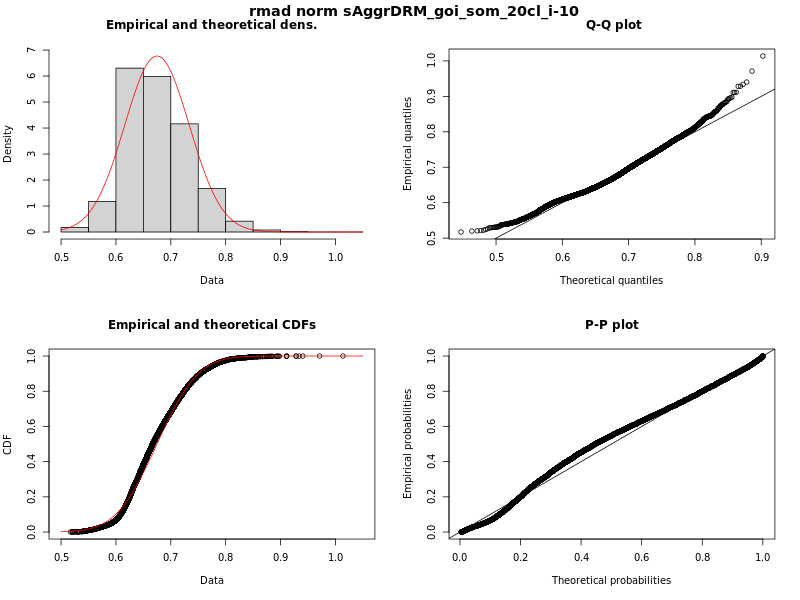 rmad norm sAggrDRM_goi_som_20cl_i-10
Empirical and theoretical dens.
Density
0 1 2 3 4 5 6 7
0.5 0.6 0.7 0.8 0.9 1.0
Data
Q-Q plot
Empirical quantiles
0.5 0.6 0.7 0.8 0.9 1.0
0.5 0.6 0.7 0.8 0.9
Theoretical quantiles
Empirical and theoretical CDFs
CDF
0.0 0.2 0.4 0.6 0.8 1.0
0.5 0.6 0.7 0.8 0.9 1.0
Data
P-P plot
Empirical probabilities
0.0 0.2 0.4 0.6 0.8 1.0
0.0 0.2 0.4 0.6 0.8 1.0
Theoretical probabilities